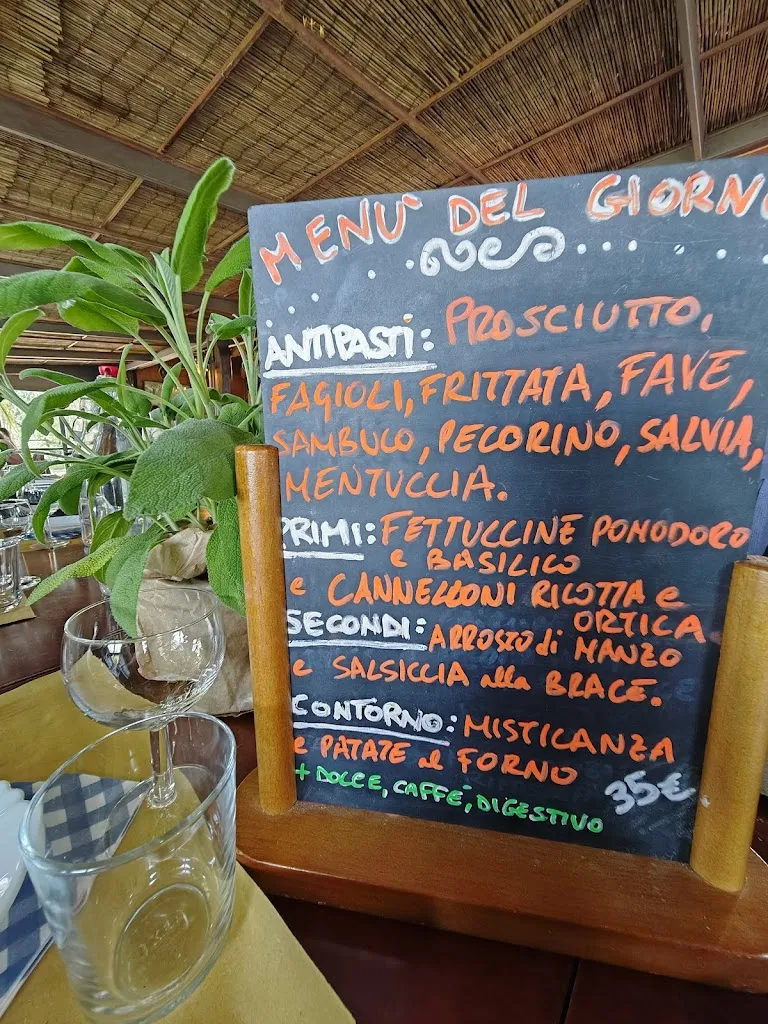 MENU' DEL GIORNO
ANTIPASTI: PROSCIUTTO,
FAGIOLI, FRITTATA, FAVE,
SAMBUCO, PECORINO, SALVIA,
MENTUCCIA.
PRIMI: FETTUCCINE POMODORO
e BASILICO
e CANNELLONI RICOTTA e
ORTICA
SECONDI: ARROSTO di MANZO
e SALSICCIA alla BRACE.
CONTORNO: MISTICANZA
e PATATE al FORNO
+ DOLCE, CAFFE', DIGESTIVO
35€